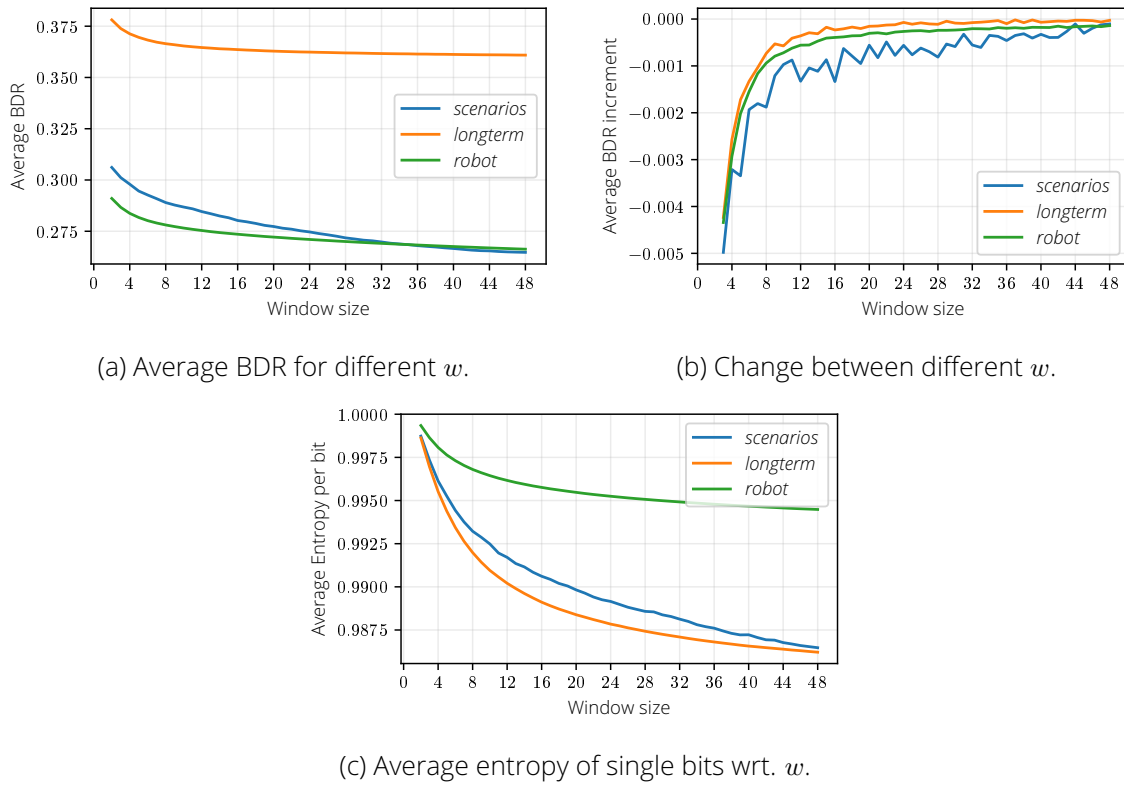 0.375
0.350
0.325
0.300
0.275
Average BDR
scenarios
longterm
robot
0 4 8 12 16 20 24 28 32 36 40 44 48
Window size
(a) Average BDR for different w.
0.000
−0.001
−0.002
−0.003
−0.004
−0.005
Average BDR increment
scenarios
longterm
robot
0 4 8 12 16 20 24 28 32 36 40 44 48
Window size
(b) Change between different w.
1.0000
0.9975
0.9950
0.9925
0.9900
0.9875
Average Entropy per bit
scenarios
longterm
robot
0 4 8 12 16 20 24 28 32 36 40 44 48
Window size
(c) Average entropy of single bits wrt. w.